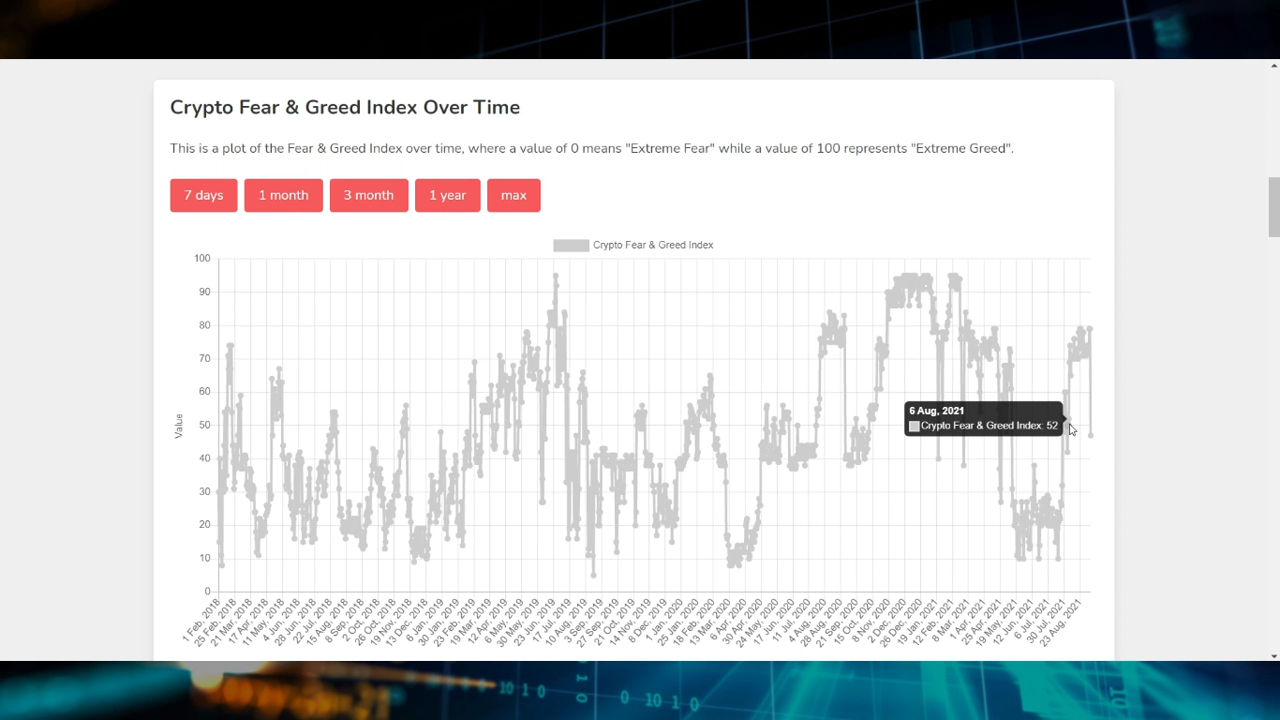 Crypto Fear & Greed Index Over Time
This is a plot of the Fear & Greed Index over time, where a value of 0 means "Extreme Fear" while a value of 100 represents "Extreme Greed".
7 days 1 month 3 month 1 year max
Crypto Fear & Greed Index
100
90
80
70
60
50
40
30
20
10
0
Value
6 Aug, 2021
Crypto Fear & Greed Index: 52
1 Feb, 2018
25 Feb, 2018
21 Mar, 2018
17 Apr, 2018
11 May, 2018
4 Jun, 2018
28 Jun, 2018
22 Jul, 2018
15 Aug, 2018
8 Sep, 2018
2 Oct, 2018
26 Oct, 2018
19 Nov, 2018
13 Dec, 2018
6 Jan, 2019
30 Jan, 2019
23 Feb, 2019
19 Mar, 2019
12 Apr, 2019
6 May, 2019
30 May, 2019
23 Jun, 2019
17 Jul, 2019
10 Aug, 2019
3 Sep, 2019
27 Sep, 2019
21 Oct, 2019
14 Nov, 2019
8 Dec, 2019
1 Jan, 2020
25 Jan, 2020
18 Feb, 2020
13 Mar, 2020
6 Apr, 2020
30 Apr, 2020
24 May, 2020
17 Jun, 2020
11 Jul, 2020
4 Aug, 2020
28 Aug, 2020
21 Sep, 2020
15 Oct, 2020
8 Nov, 2020
2 Dec, 2020
26 Dec, 2020
19 Jan, 2021
12 Feb, 2021
8 Mar, 2021
1 Apr, 2021
25 Apr, 2021
19 May, 2021
12 Jun, 2021
6 Jul, 2021
30 Jul, 2021
23 Aug, 2021
10 1 0
1 0
0 10 1 0
10